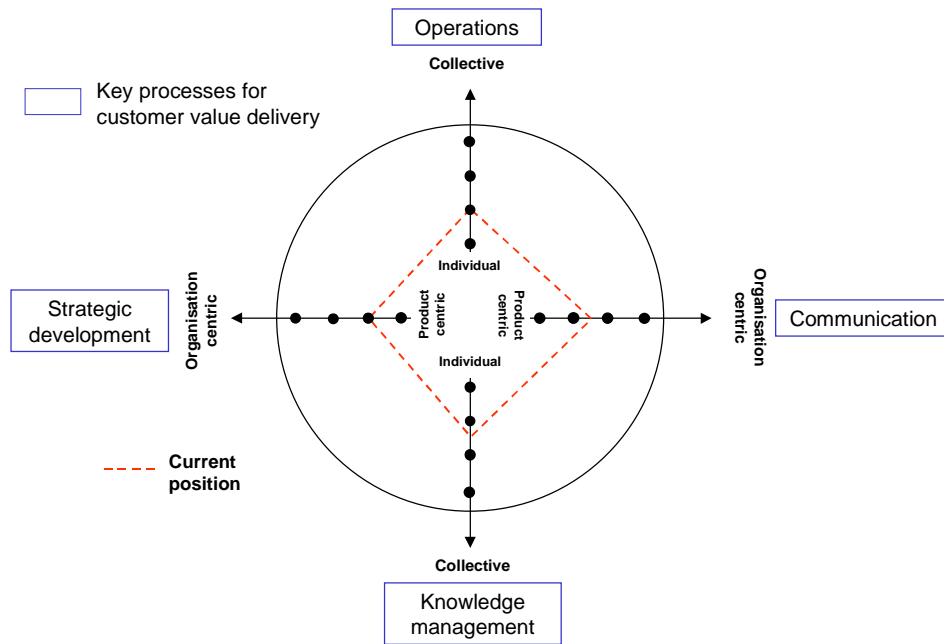 Operations
Collective
Key processes for
customer value delivery
Individual
Strategic
development
Organisation
centric
Product
centric
Product
centric
Organisation
centric
Communication
Individual
Current
position
Collective
Knowledge
management